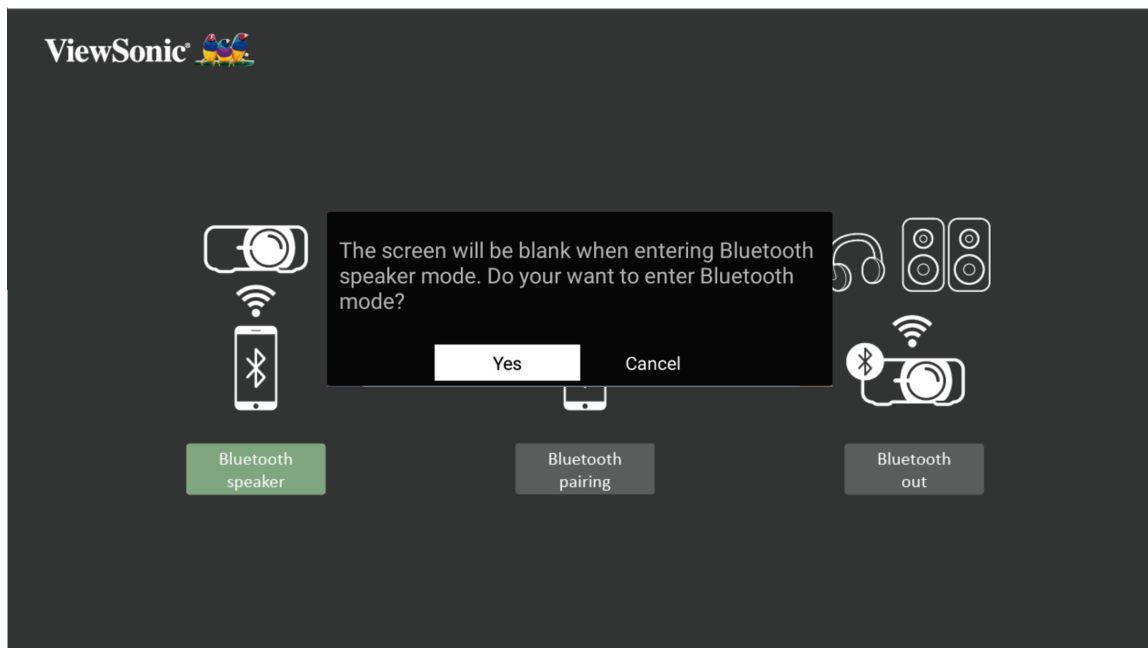 ViewSonic®
The screen will be blank when entering Bluetooth
speaker mode. Do your want to enter Bluetooth
mode?
Yes
Cancel
Bluetooth
speaker
Bluetooth
pairing
Bluetooth
out